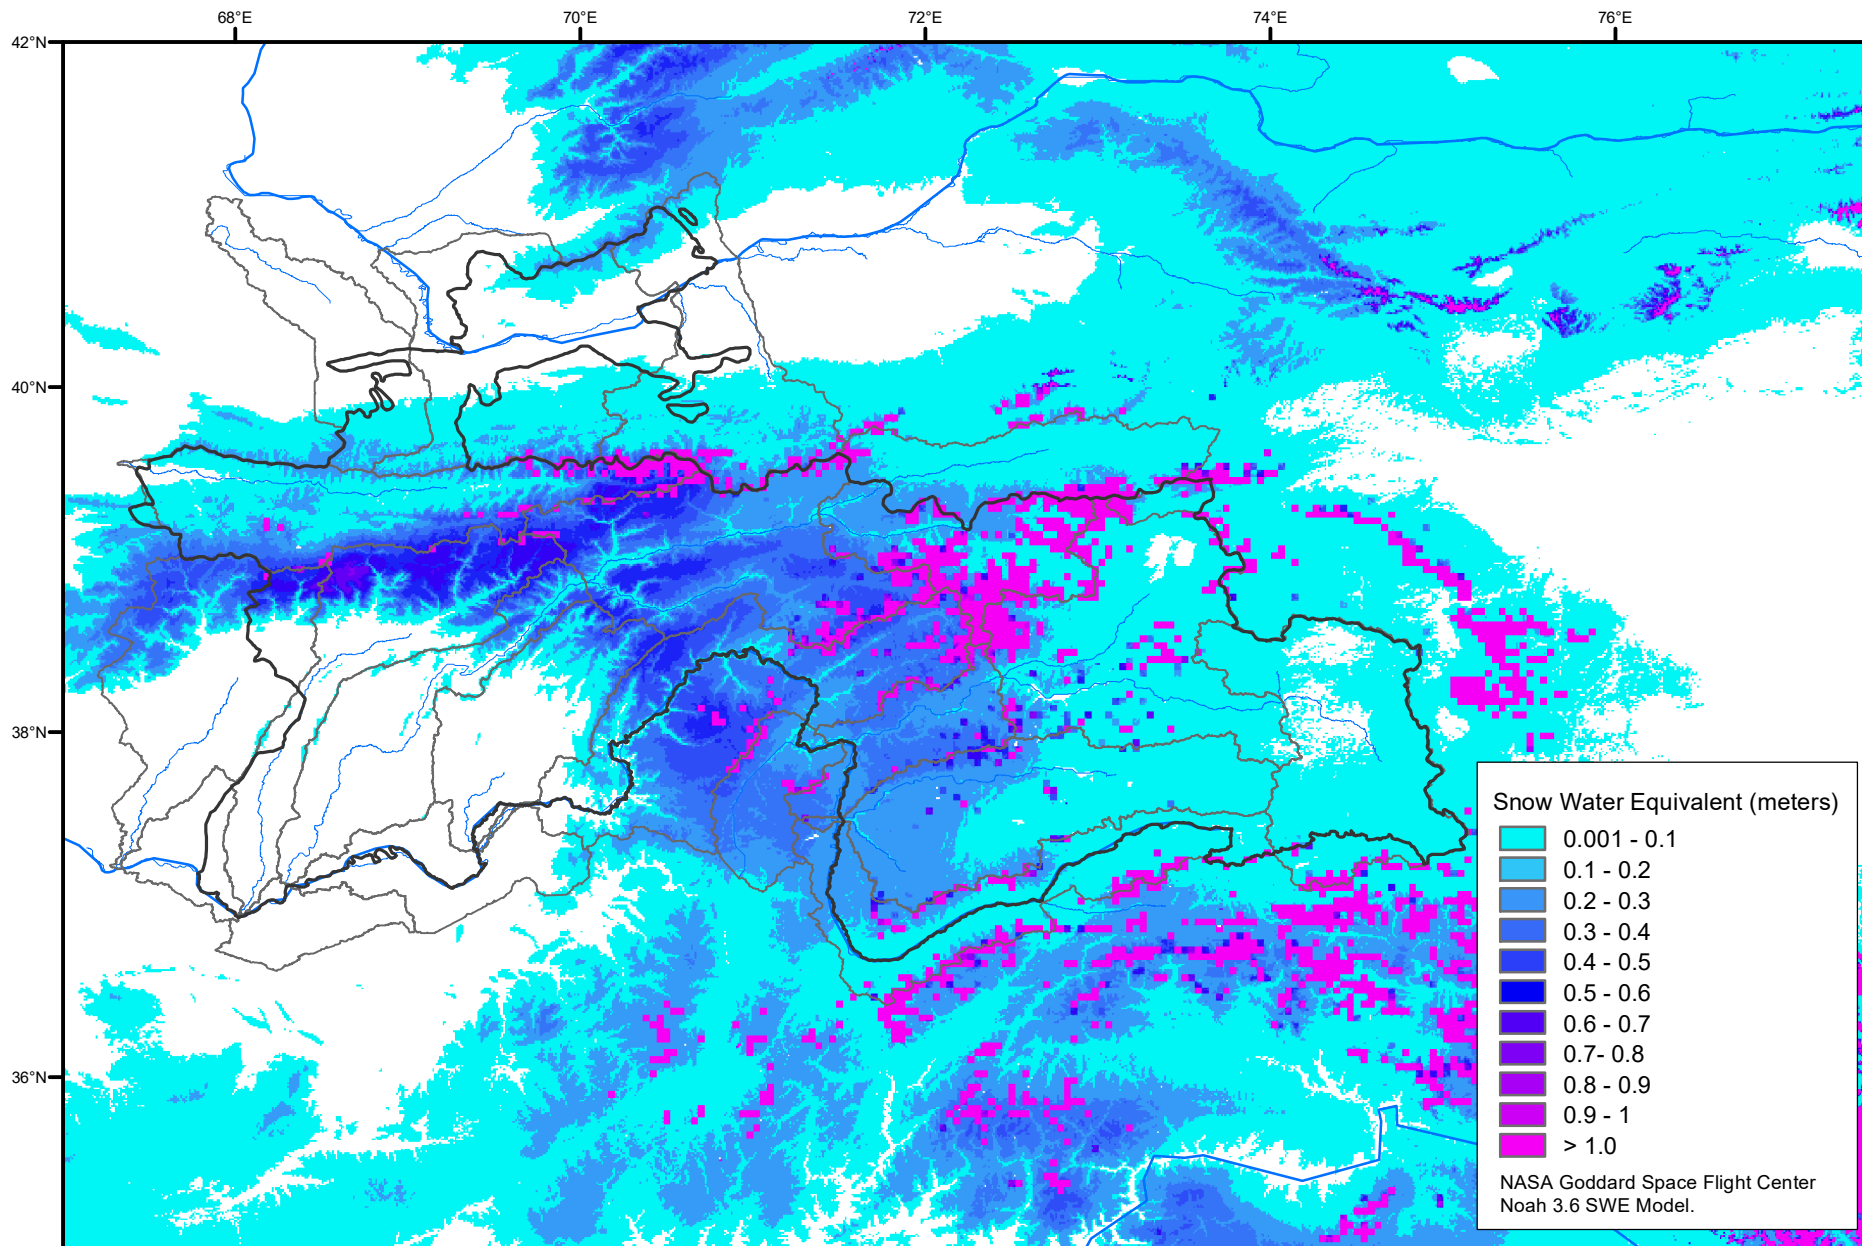 68°E 70°E 72°E 74°E 76°E
42°N
40°N
38°N
36°N
Snow Water Equivalent (meters)
0.001 - 0.1
0.1 - 0.2
0.2 - 0.3
0.3 - 0.4
0.4 - 0.5
0.5 - 0.6
0.6 - 0.7
0.7- 0.8
0.8 - 0.9
0.9 - 1
> 1.0
NASA Goddard Space Flight Center
Noah 3.6 SWE Model.